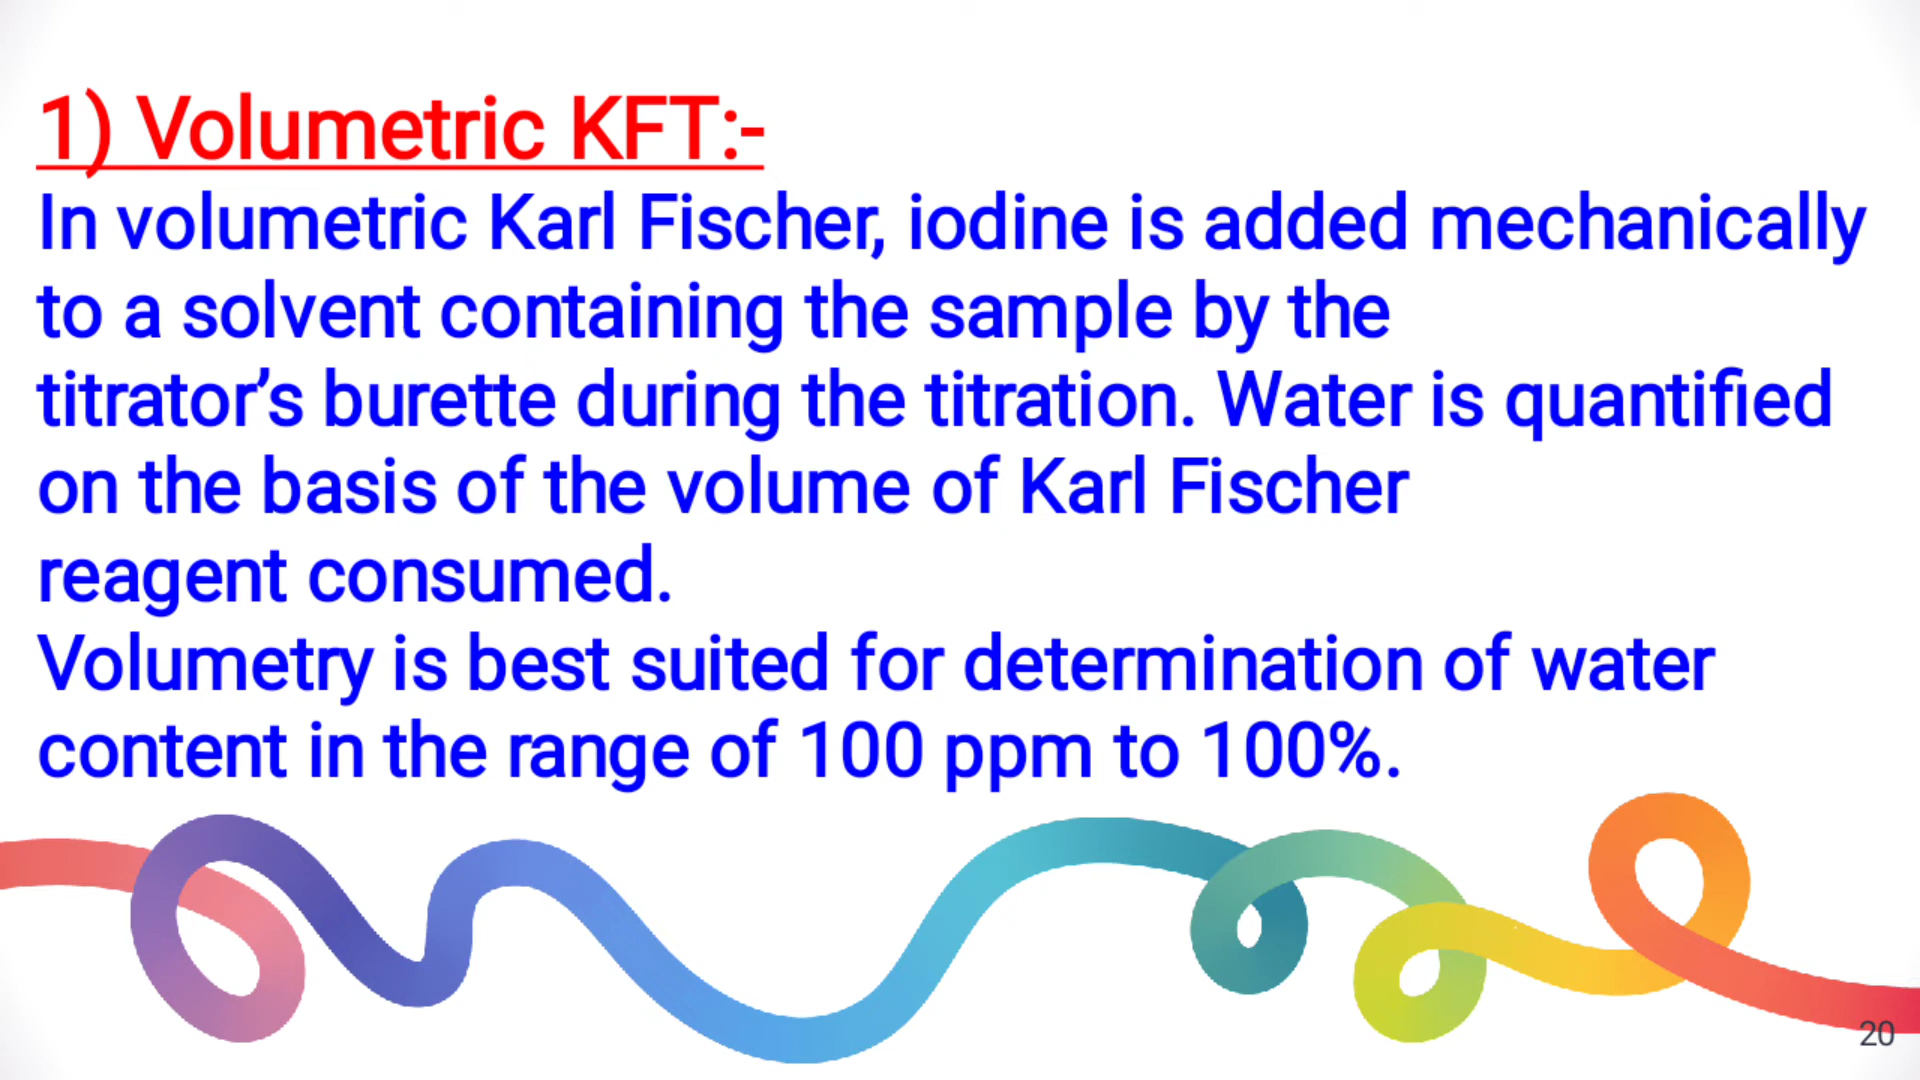 1) Volumetric KFT:-
In volumetric Karl Fischer, iodine is added mechanically
to a solvent containing the sample by the
titrator’s burette during the titration. Water is quantified
on the basis of the volume of Karl Fischer
reagent consumed.
Volumetry is best suited for determination of water
content in the range of 100 ppm to 100%.
20